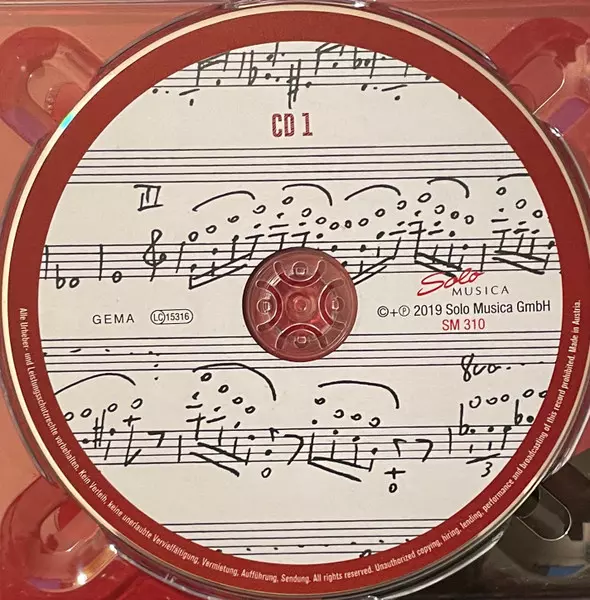 CD 1
III
Solo
MUSICA
GEMA
LC 15316
©+℗ 2019 Solo Musica GmbH
SM 310
8va...
3
Alle Urheber- und Leistungsschutzrechte vorbehalten. Kein Verleih, keine unerlaubte Vervielfältigung, Vermietung, Aufführung, Sendung. All rights reserved. Unauthorized copying, hiring, lending, performance and broadcasting of this record prohibited. Made in Austria.